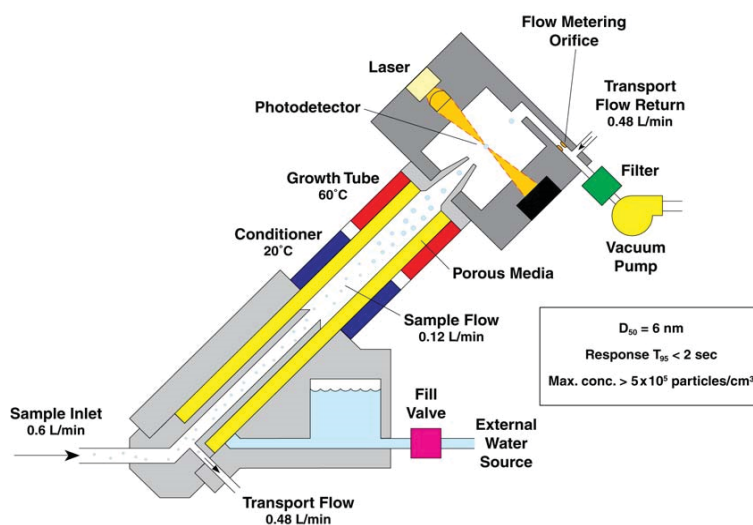 Flow Metering
Orifice
Laser
Transport
Flow Return
0.48 L/min
Photodetector
Growth Tube
60˚C
Filter
Conditioner
20˚C
Vacuum
Pump
Porous Media
Sample Flow
0.12 L/min
D₅₀ = 6 nm
Response T₉₅ < 2 sec
Max. conc. > 5x10⁵ particles/cm³
Sample Inlet
0.6 L/min
Fill
Valve
External
Water
Source
Transport Flow
0.48 L/min